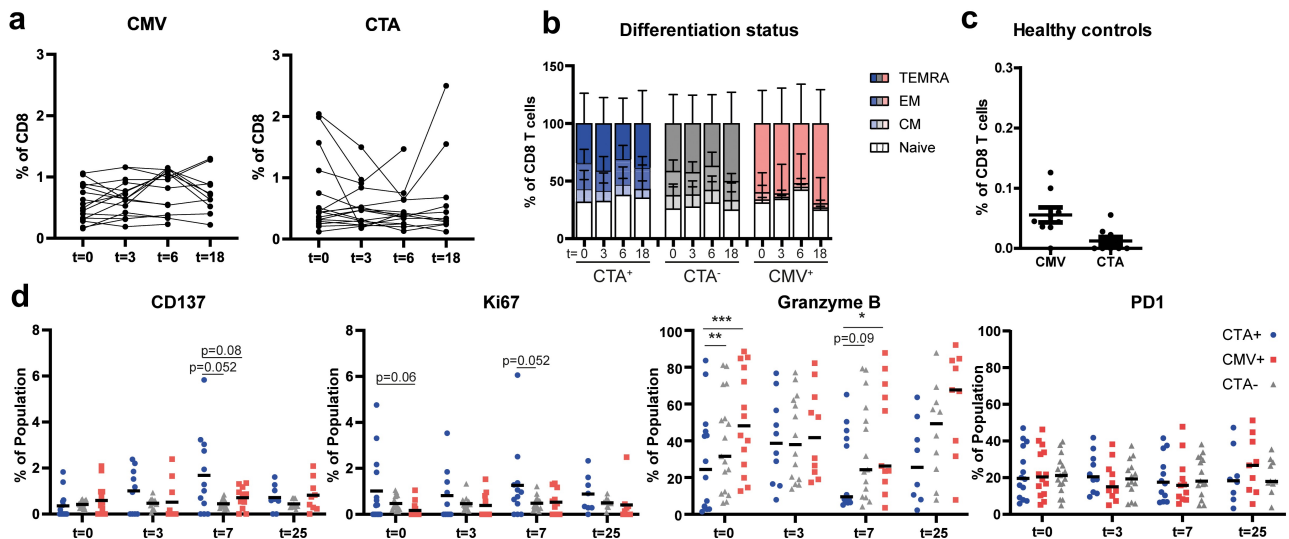 a
CMV
CTA
% of CD8
3
2
1
0
t=0 t=3 t=6 t=18
% of CD8
3
2
1
0
t=0 t=3 t=6 t=18
b
Differentiation status
% of CD8 T cells
150
100
50
0
t= 0 3 6 18 0 3 6 18 0 3 6 18
CTA⁺ CTA⁻ CMV⁺
TEMRA
EM
CM
Naive
c
Healthy controls
% of CD8 T cells
0.3
0.2
0.1
0.0
CMV CTA
d
CD137
% of Population
8
6
4
2
0
p=0.08
p=0.052
t=0 t=3 t=7 t=25
Ki67
% of Population
8
6
4
2
0
p=0.06
p=0.052
t=0 t=3 t=7 t=25
Granzyme B
% of Population
100
80
60
40
20
0
***
**
*
p=0.09
t=0 t=3 t=7 t=25
PD1
% of Population
100
80
60
40
20
0
t=0 t=3 t=7 t=25
CTA+
CMV+
CTA-